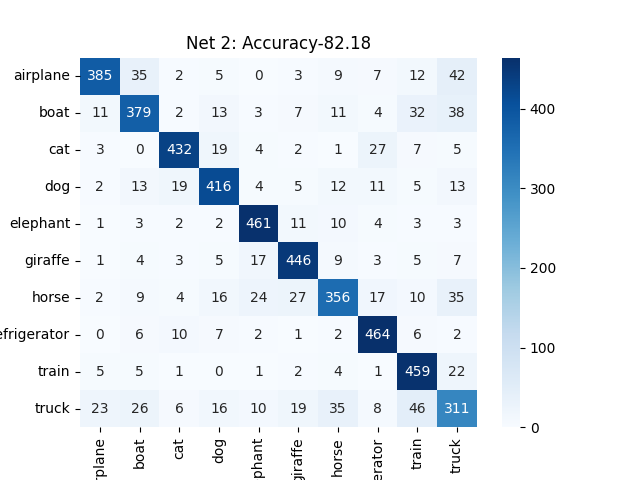 Net 2: Accuracy-82.18
airplane 385 35 2 5 0 3 9 7 12 42
boat 11 379 2 13 3 7 11 4 32 38
cat 3 0 432 19 4 2 1 27 7 5
dog 2 13 19 416 4 5 12 11 5 13
elephant 1 3 2 2 461 11 10 4 3 3
giraffe 1 4 3 5 17 446 9 3 5 7
horse 2 9 4 16 24 27 356 17 10 35
efrigerator 0 6 10 7 2 1 2 464 6 2
train 5 5 1 0 1 2 4 1 459 22
truck 23 26 6 16 10 19 35 8 46 311
rplane boat cat dog phant giraffe horse erator train truck
400
300
200
100
0